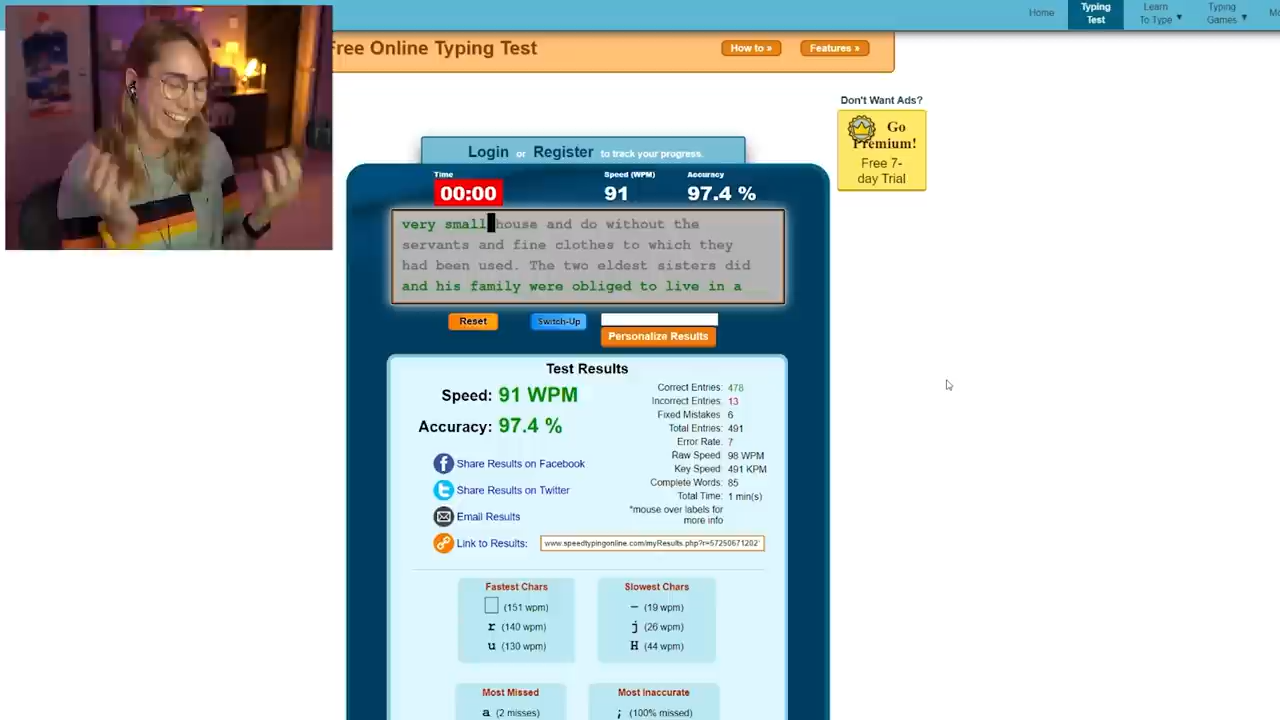 Home
Typing
Test
Learn
To Type ▼
Typing
Games ▼
Free Online Typing Test
How to »
Features »
Don't Want Ads?
Go
Premium!
Free 7-
day Trial
Login or Register to track your progress.
Time
Speed (WPM)
Accuracy
00:00
91
97.4 %
very small house and do without the
servants and fine clothes to which they
had been used. The two eldest sisters did
and his family were obliged to live in a
Reset
Switch-Up
Personalize Results
Test Results
Speed: 91 WPM
Accuracy: 97.4 %
Share Results on Facebook
Share Results on Twitter
Email Results
Link to Results: www.speedtypingonline.com/myResults.php?r=57250671202
Correct Entries: 478
Incorrect Entries: 13
Fixed Mistakes: 6
Total Entries: 491
Error Rate: 7
Raw Speed: 98 WPM
Key Speed: 491 KPM
Complete Words: 85
Total Time: 1 min(s)
*mouse over labels for
more info
Fastest Chars
(151 wpm)
r (140 wpm)
u (130 wpm)
Slowest Chars
– (19 wpm)
j (26 wpm)
H (44 wpm)
Most Missed
a (2 misses)
Most Inaccurate
; (100% missed)